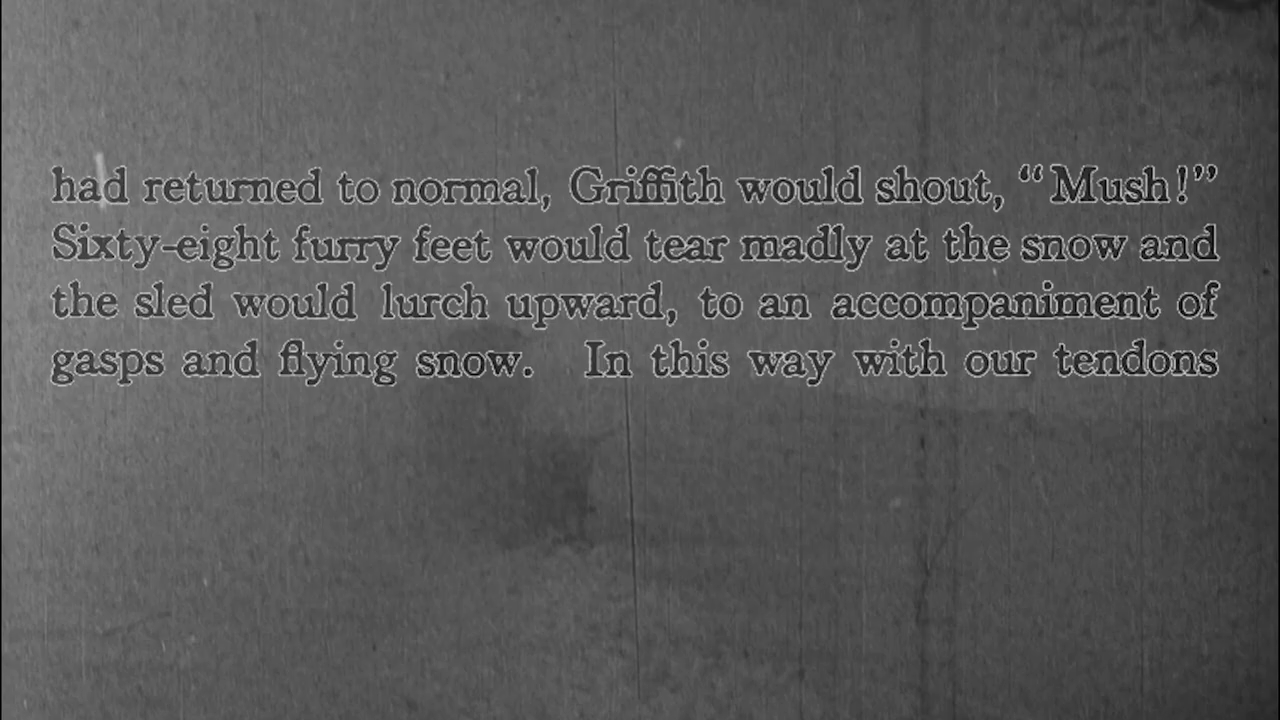 had returned to normal, Griffith would shout, “Mush!”
Sixty-eight furry feet would tear madly at the snow and
the sled would lurch upward, to an accompaniment of
gasps and flying snow. In this way with our tendons